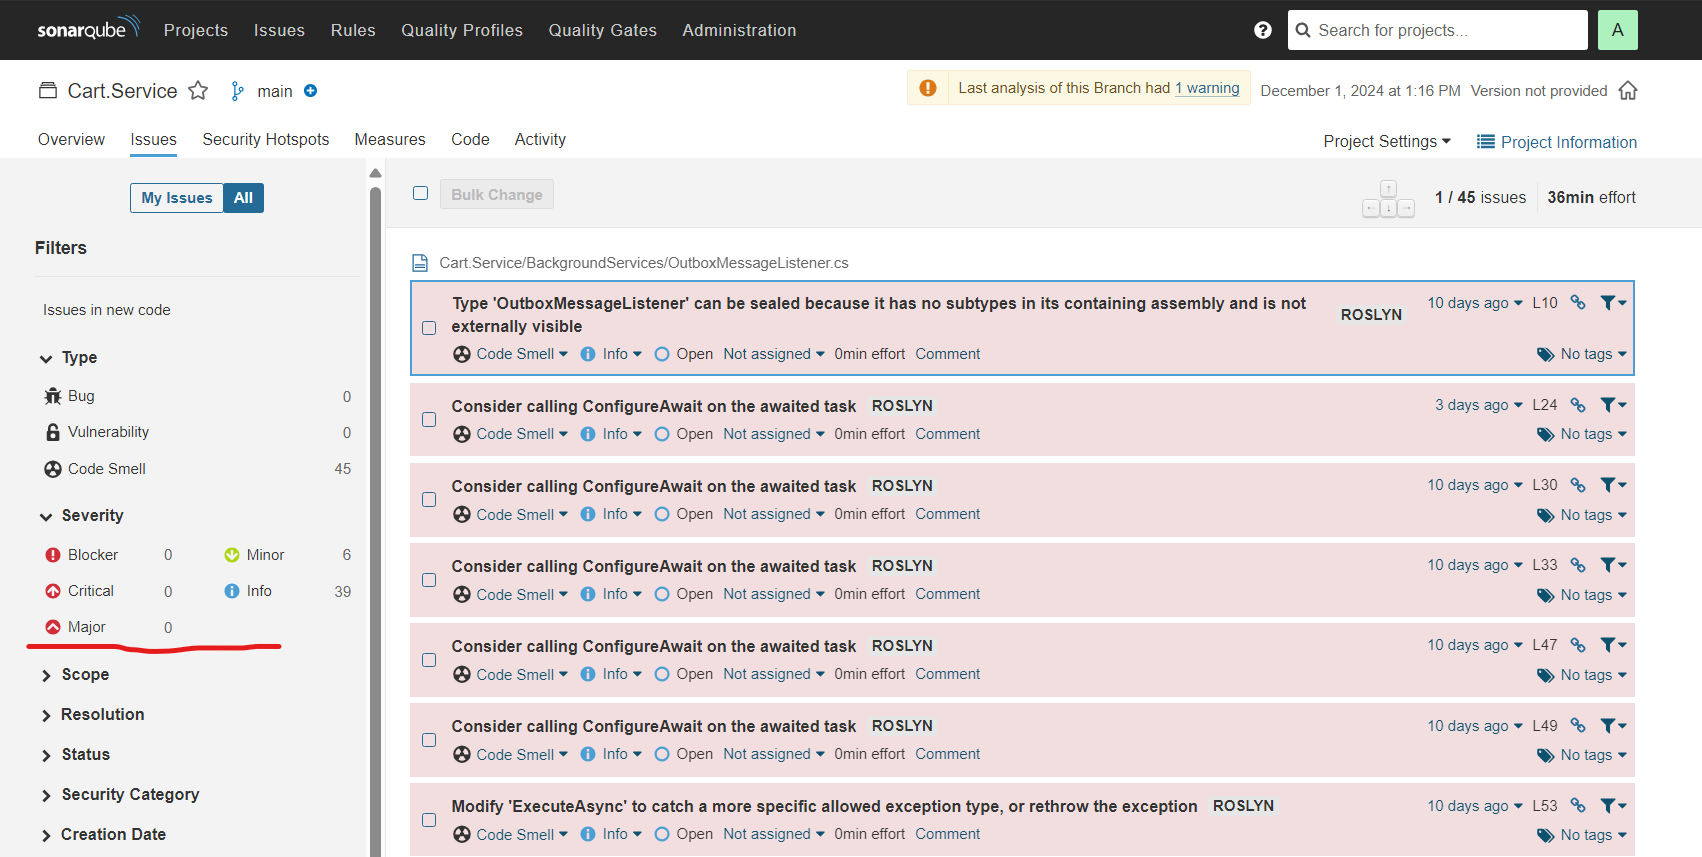 sonarqube Projects Issues Rules Quality Profiles Quality Gates Administration ? Search for projects... A
Cart.Service main Last analysis of this Branch had 1 warning December 1, 2024 at 1:16 PM Version not provided
Overview Issues Security Hotspots Measures Code Activity Project Settings Project Information
My Issues All
Filters
Issues in new code
Type
Bug 0
Vulnerability 0
Code Smell 45
Severity
Blocker 0 Minor 6
Critical 0 Info 39
Major 0
Scope
Resolution
Status
Security Category
Creation Date
Bulk Change 1 / 45 issues 36min effort
Cart.Service/BackgroundServices/OutboxMessageListener.cs
Type 'OutboxMessageListener' can be sealed because it has no subtypes in its containing assembly and is not
externally visible ROSLYN 10 days ago L10
Code Smell Info Open Not assigned 0min effort Comment No tags
Consider calling ConfigureAwait on the awaited task ROSLYN 3 days ago L24
Code Smell Info Open Not assigned 0min effort Comment No tags
Consider calling ConfigureAwait on the awaited task ROSLYN 10 days ago L30
Code Smell Info Open Not assigned 0min effort Comment No tags
Consider calling ConfigureAwait on the awaited task ROSLYN 10 days ago L33
Code Smell Info Open Not assigned 0min effort Comment No tags
Consider calling ConfigureAwait on the awaited task ROSLYN 10 days ago L47
Code Smell Info Open Not assigned 0min effort Comment No tags
Consider calling ConfigureAwait on the awaited task ROSLYN 10 days ago L49
Code Smell Info Open Not assigned 0min effort Comment No tags
Modify 'ExecuteAsync' to catch a more specific allowed exception type, or rethrow the exception ROSLYN 10 days ago L53
Code Smell Info Open Not assigned 0min effort Comment No tags